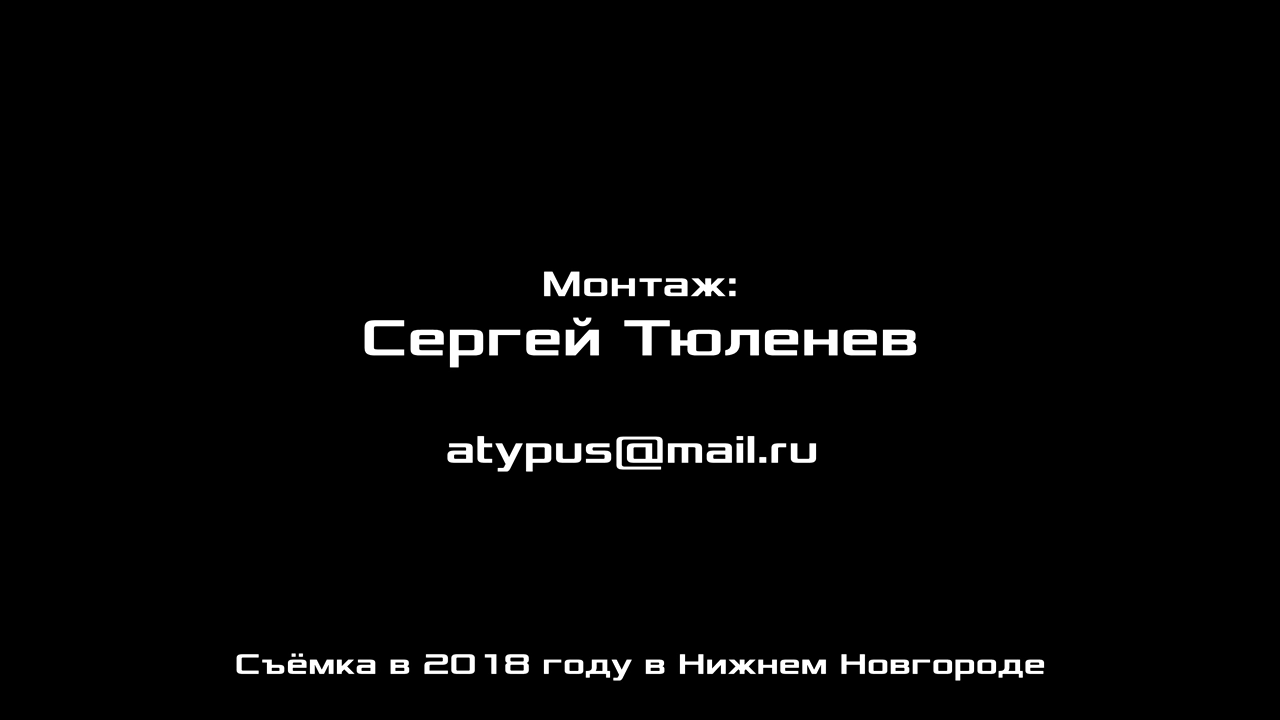 Монтаж:
Сергей Тюленев
atypus@mail.ru
Съёмка в 2018 году в Нижнем Новгороде